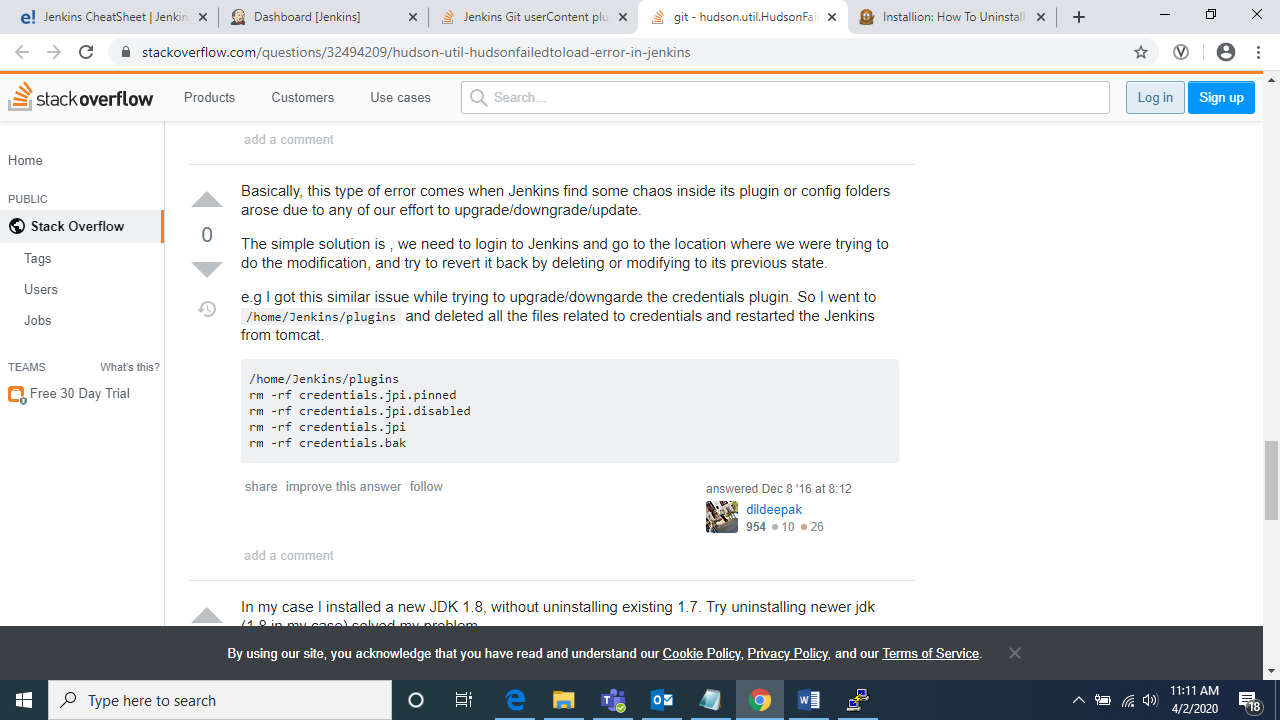 Jenkins CheatSheet | Jenkin
Dashboard [Jenkins]
Jenkins Git userContent plu
git - hudson.util.HudsonFail
Installion: How To Uninstall
stackoverflow.com/questions/32494209/hudson-util-hudsonfailedtoload-error-in-jenkins
stackoverflow
Products
Customers
Use cases
Search...
Log in
Sign up
Home
PUBLIC
Stack Overflow
Tags
Users
Jobs
TEAMS
What's this?
Free 30 Day Trial
add a comment
0
Basically, this type of error comes when Jenkins find some chaos inside its plugin or config folders
arose due to any of our effort to upgrade/downgrade/update.
The simple solution is , we need to login to Jenkins and go to the location where we were trying to
do the modification, and try to revert it back by deleting or modifying to its previous state.
e.g I got this similar issue while trying to upgrade/downgarde the credentials plugin. So I went to
/home/Jenkins/plugins and deleted all the files related to credentials and restarted the Jenkins
from tomcat.
/home/Jenkins/plugins
rm -rf credentials.jpi.pinned
rm -rf credentials.jpi.disabled
rm -rf credentials.jpi
rm -rf credentials.bak
share improve this answer follow
answered Dec 8 '16 at 8:12
dildeepak
954 10 26
add a comment
In my case I installed a new JDK 1.8, without uninstalling existing 1.7. Try uninstalling newer jdk
(1.8 in my case) solved my problem
By using our site, you acknowledge that you have read and understand our Cookie Policy, Privacy Policy, and our Terms of Service.
Type here to search
11:11 AM
4/2/2020
18